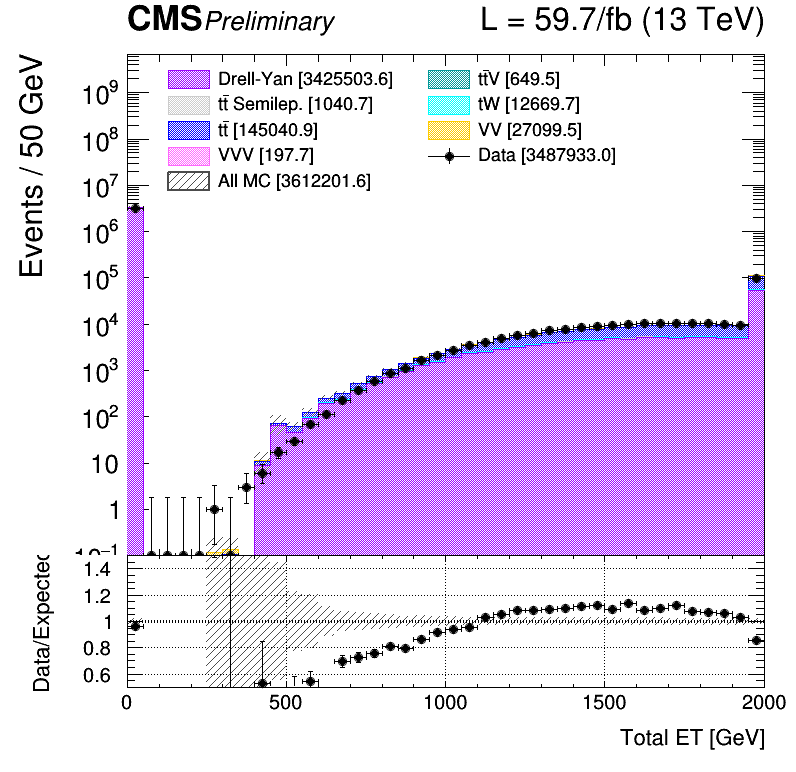 CMS Preliminary L = 59.7/fb (13 TeV)
Events / 50 GeV
Drell-Yan [3425503.6]
tt̄ Semilep. [1040.7]
tt̄ [145040.9]
VVV [197.7]
All MC [3612201.6]
tt̄V [649.5]
tW [12669.7]
VV [27099.5]
Data [3487933.0]
10⁹
10⁸
10⁷
10⁶
10⁵
10⁴
10³
10²
10
1
10⁻¹
Data/Expected
1.4
1.2
1
0.8
0.6
0 500 1000 1500 2000
Total ET [GeV]